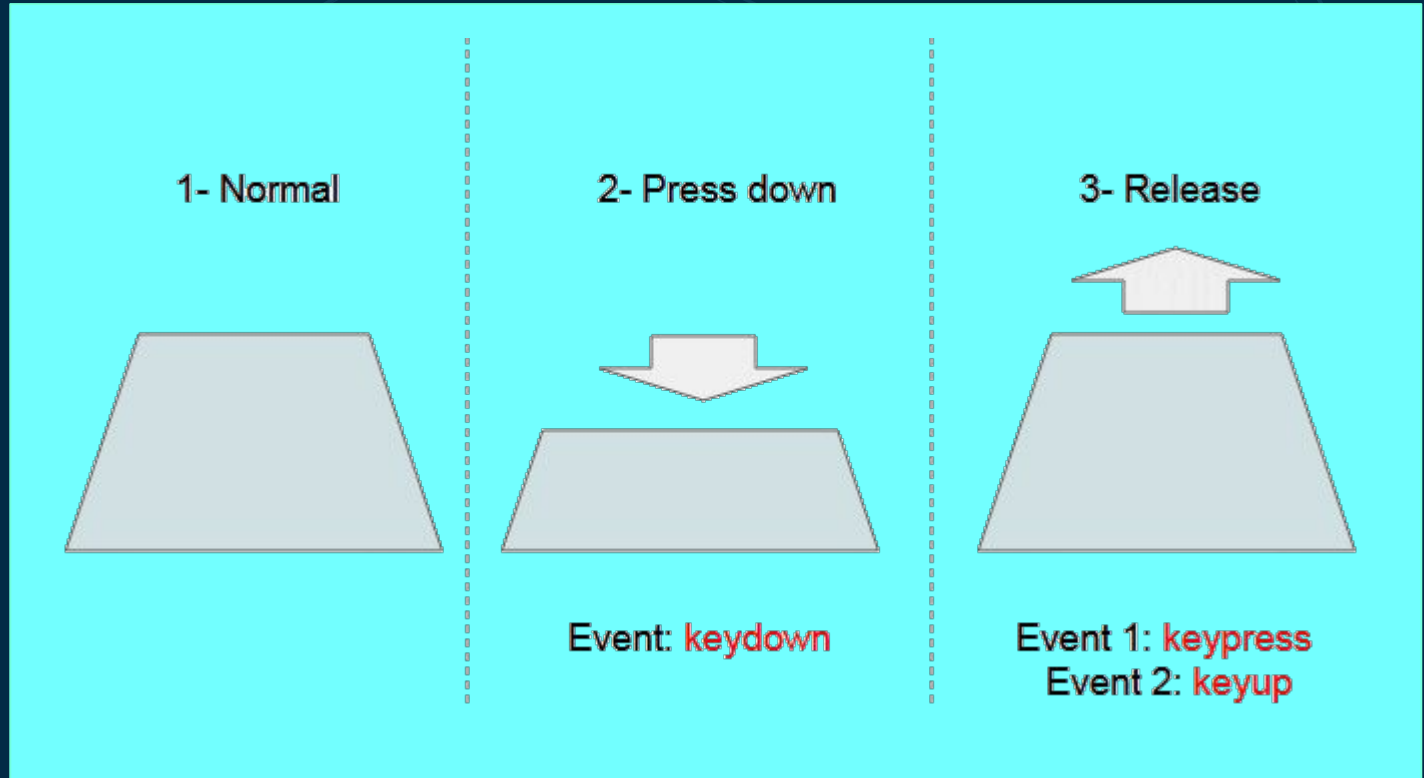 1- Normal
2- Press down
3- Release
Event: keydown
Event 1: keypress
Event 2: keyup